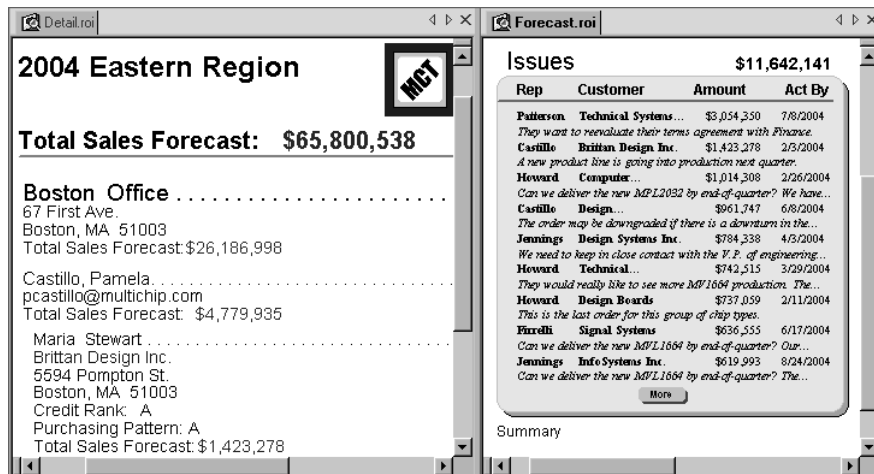 Detail.roi
2004 Eastern Region
MCT
Total Sales Forecast: $65,800,538
Boston Office . . . . . . . . . . . . . . . . . . . . . . .
67 First Ave.
Boston, MA 51003
Total Sales Forecast: $26,186,998
Castillo, Pamela. . . . . . . . . . . . . . . . . . . . . . . . . . . . .
pcastillo@multichip.com
Total Sales Forecast: $4,779,935
Maria Stewart . . . . . . . . . . . . . . . . . . . . . . . . . . . . .
Brittan Design Inc.
5594 Pompton St.
Boston, MA 51003
Credit Rank: A
Purchasing Pattern: A
Total Sales Forecast: $1,423,278
Forecast.roi
Issues $11,642,141
Rep Customer Amount Act By
Patterson Technical Systems... $3,054,350 7/8/2004
They want to reevaluate their terms agreement with Finance.
Castillo Brittan Design Inc. $1,423,278 2/3/2004
A new product line is going into production next quarter.
Howard Computer... $1,014,308 2/26/2004
Can we deliver the new MPL2032 by end-of-quarter? We have...
Castillo Design... $961,747 6/8/2004
The order may be downgraded if there is a downturn in the...
Jennings Design Systems Inc. $784,338 4/3/2004
We need to keep in close contact with the V.P. of engineering...
Howard Technical... $742,515 3/29/2004
They would really like to see more MV1664 production. The...
Howard Design Boards $737,059 2/11/2004
This is the last order for this group of chip types.
Firrelli Signal Systems $636,555 6/17/2004
Can we deliver the new MVL1664 by end-of-quarter? Our...
Jennings InfoSystems Inc. $619,993 8/24/2004
Can we deliver the new MVL1664 by end-of-quarter? The...
More
Summary